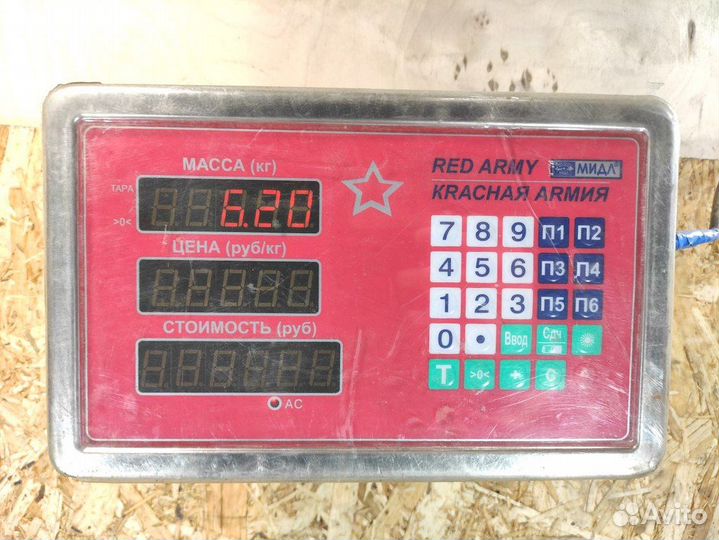 МАССА (кг)
ТАРА
>0<
6.20
ЦЕНА (руб/кг)
СТОИМОСТЬ (руб)
AC
RED ARMY МИДЛ
КRАСНАЯ АRМИЯ
7 8 9 П1 П2
4 5 6 П3 П4
1 2 3 П5 П6
0 • Ввод Сдч
T >0< * C
Avito